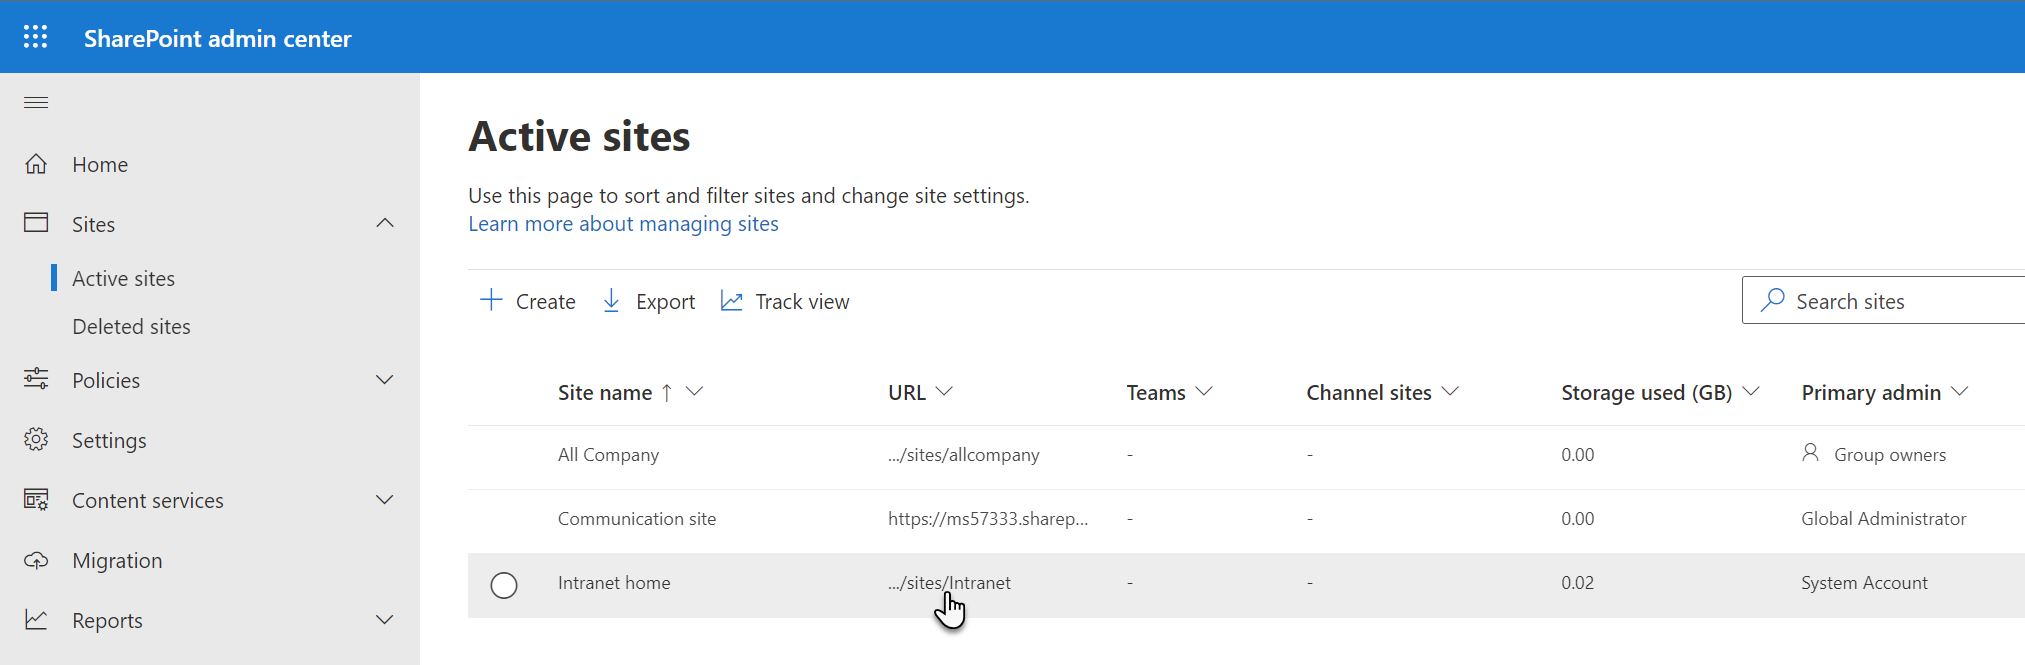 SharePoint admin center
Home
Sites
Active sites
Deleted sites
Policies
Settings
Content services
Migration
Reports
Active sites
Use this page to sort and filter sites and change site settings.
Learn more about managing sites
Create Export Track view Search sites
Site name ↑ URL Teams Channel sites Storage used (GB) Primary admin
All Company .../sites/allcompany - - 0.00 Group owners
Communication site https://ms57333.sharep... - - 0.00 Global Administrator
Intranet home .../sites/Intranet - - 0.02 System Account